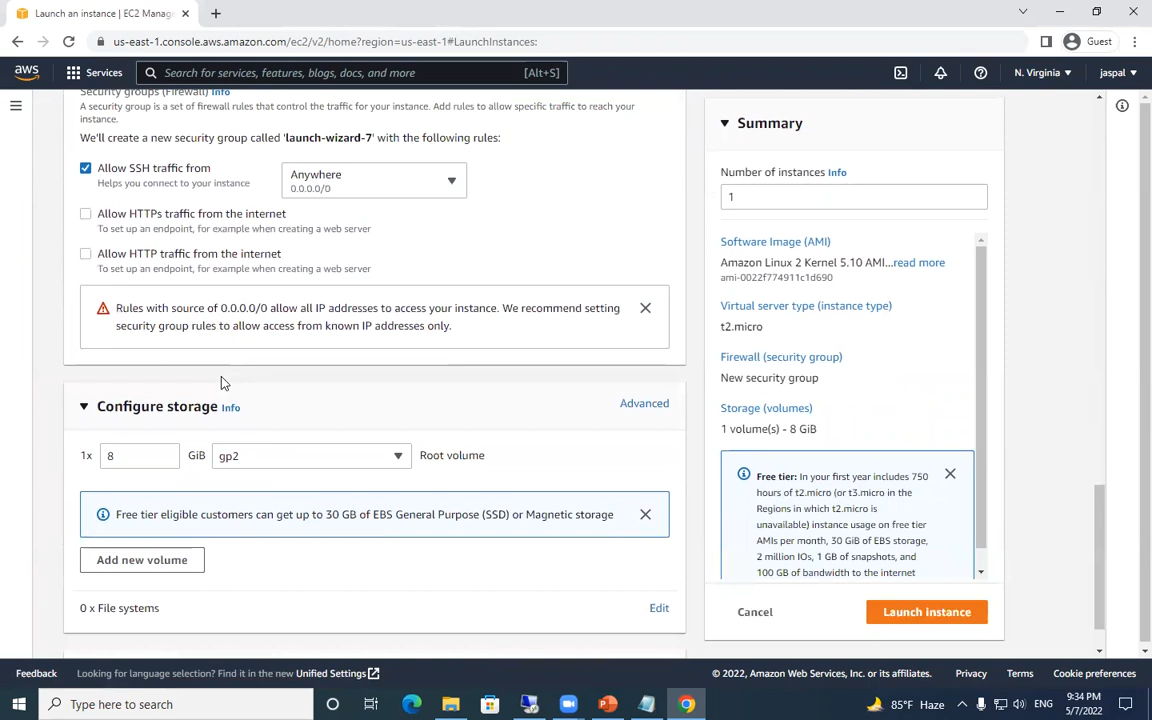 Launch an instance | EC2 Manag
us-east-1.console.aws.amazon.com/ec2/v2/home?region=us-east-1#LaunchInstances:
Guest
aws
Services
Search for services, features, blogs, docs, and more
[Alt+S]
N. Virginia
jaspal
Security groups (Firewall) Info
A security group is a set of firewall rules that control the traffic for your instance. Add rules to allow specific traffic to reach your
instance.
We'll create a new security group called 'launch-wizard-7' with the following rules:
Allow SSH traffic from
Helps you connect to your instance
Anywhere
0.0.0.0/0
Allow HTTPs traffic from the internet
To set up an endpoint, for example when creating a web server
Allow HTTP traffic from the internet
To set up an endpoint, for example when creating a web server
Rules with source of 0.0.0.0/0 allow all IP addresses to access your instance. We recommend setting
security group rules to allow access from known IP addresses only.
Configure storage Info
Advanced
1x
8
GiB
gp2
Root volume
Free tier eligible customers can get up to 30 GB of EBS General Purpose (SSD) or Magnetic storage
Add new volume
0 x File systems
Edit
Summary
Number of instances Info
1
Software Image (AMI)
Amazon Linux 2 Kernel 5.10 AMI...read more
ami-0022f774911c1d690
Virtual server type (instance type)
t2.micro
Firewall (security group)
New security group
Storage (volumes)
1 volume(s) - 8 GiB
Free tier: In your first year includes 750
hours of t2.micro (or t3.micro in the
Regions in which t2.micro is
unavailable) instance usage on free tier
AMIs per month, 30 GiB of EBS storage,
2 million IOs, 1 GB of snapshots, and
100 GB of bandwidth to the internet
Cancel
Launch instance
Feedback
Looking for language selection? Find it in the new Unified Settings
© 2022, Amazon Web Services, Inc. or its affiliates.
Privacy
Terms
Cookie preferences
Type here to search
85°F Haze
ENG
9:34 PM
5/7/2022